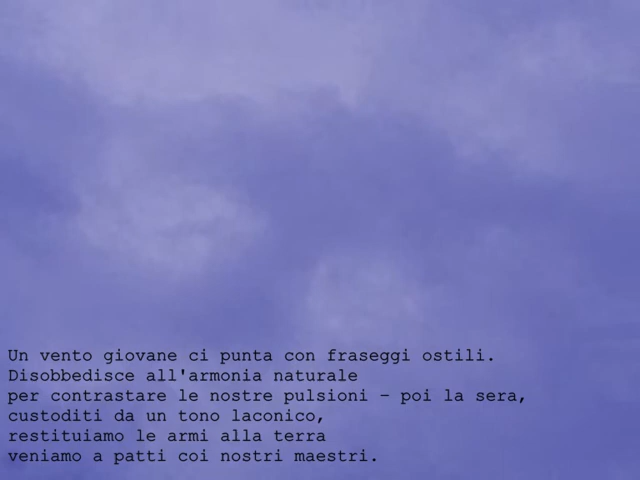 Un vento giovane ci punta con fraseggi ostili.
Disobbedisce all'armonia naturale
per contrastare le nostre pulsioni – poi la sera,
custoditi da un tono laconico,
restituiamo le armi alla terra
veniamo a patti coi nostri maestri.